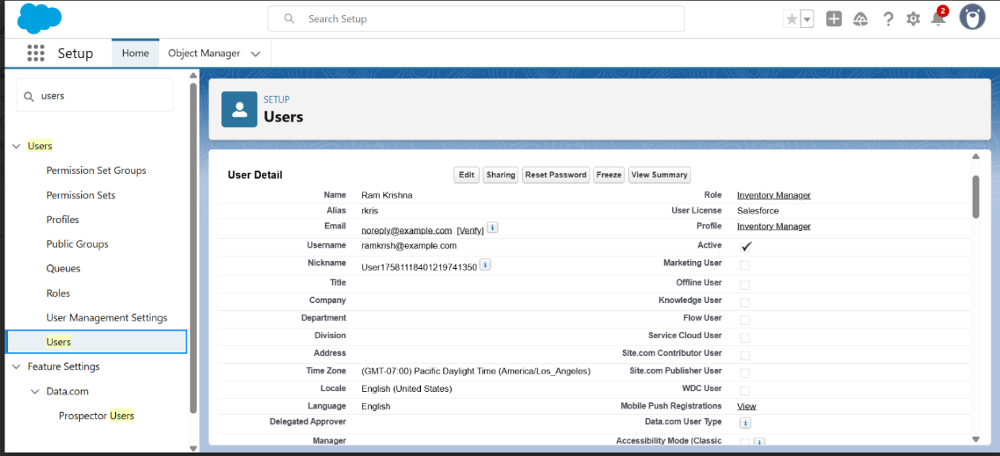 Search Setup
2
Setup
Home
Object Manager
users
Users
Permission Set Groups
Permission Sets
Profiles
Public Groups
Queues
Roles
User Management Settings
Users
Feature Settings
Data.com
Prospector Users
SETUP
Users
User Detail
Edit Sharing Reset Password Freeze View Summary
Name Ram Krishna Role Inventory Manager
Alias rkris User License Salesforce
Email noreply@example.com [Verify] i Profile Inventory Manager
Username ramkrish@example.com Active
Nickname User17581118401219741350 i Marketing User
Title Offline User
Company Knowledge User
Department Flow User
Division Service Cloud User
Address Site.com Contributor User
Time Zone (GMT-07:00) Pacific Daylight Time (America/Los_Angeles) Site.com Publisher User
Locale English (United States) WDC User
Language English Mobile Push Registrations View
Delegated Approver Data.com User Type i
Manager Accessibility Mode (Classic i